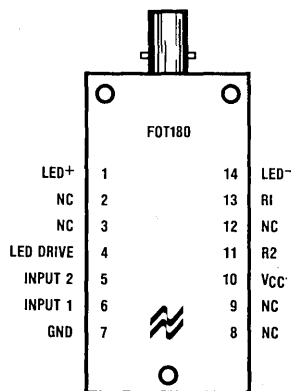 FOT180
LED+ 1 14 LED-
NC 2 13 R1
NC 3 12 NC
LED DRIVE 4 11 R2
INPUT 2 5 10 VCC
INPUT 1 6 9 NC
GND 7 8 NC